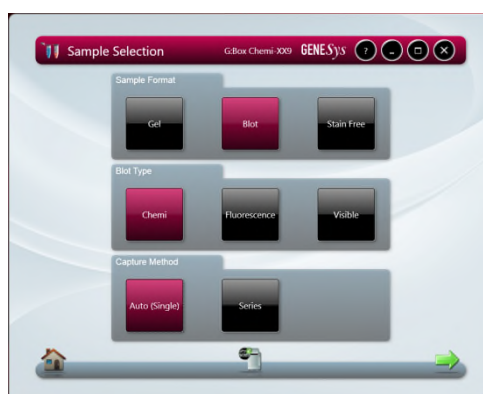 Sample Selection G:Box Chemi-XX9 GENESys ?
Sample Format
Gel Blot Stain Free
Blot Type
Chemi Fluorescence Visible
Capture Method
Auto (Single) Series